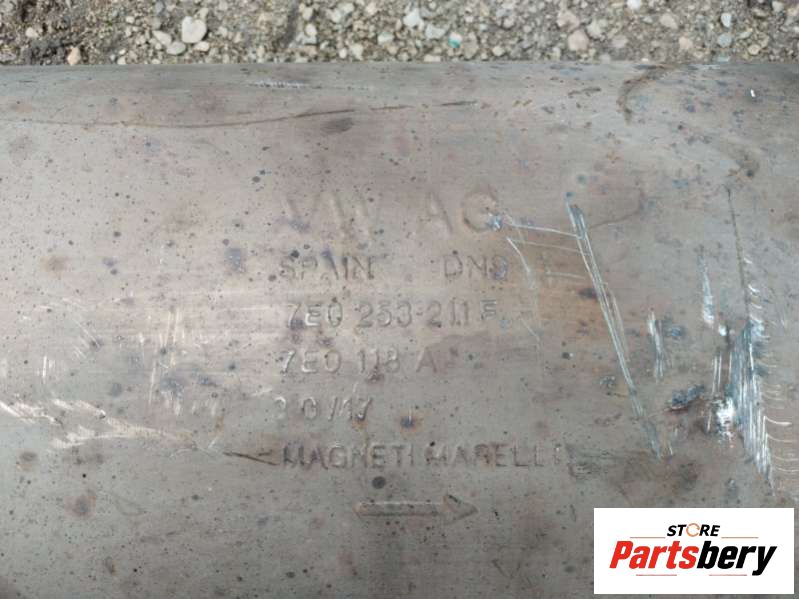 VW AG
SPAIN DNS
7E0 253 211 F
7E0 118 A
30/17
MAGNETI MARELLI
STORE
Partsbery